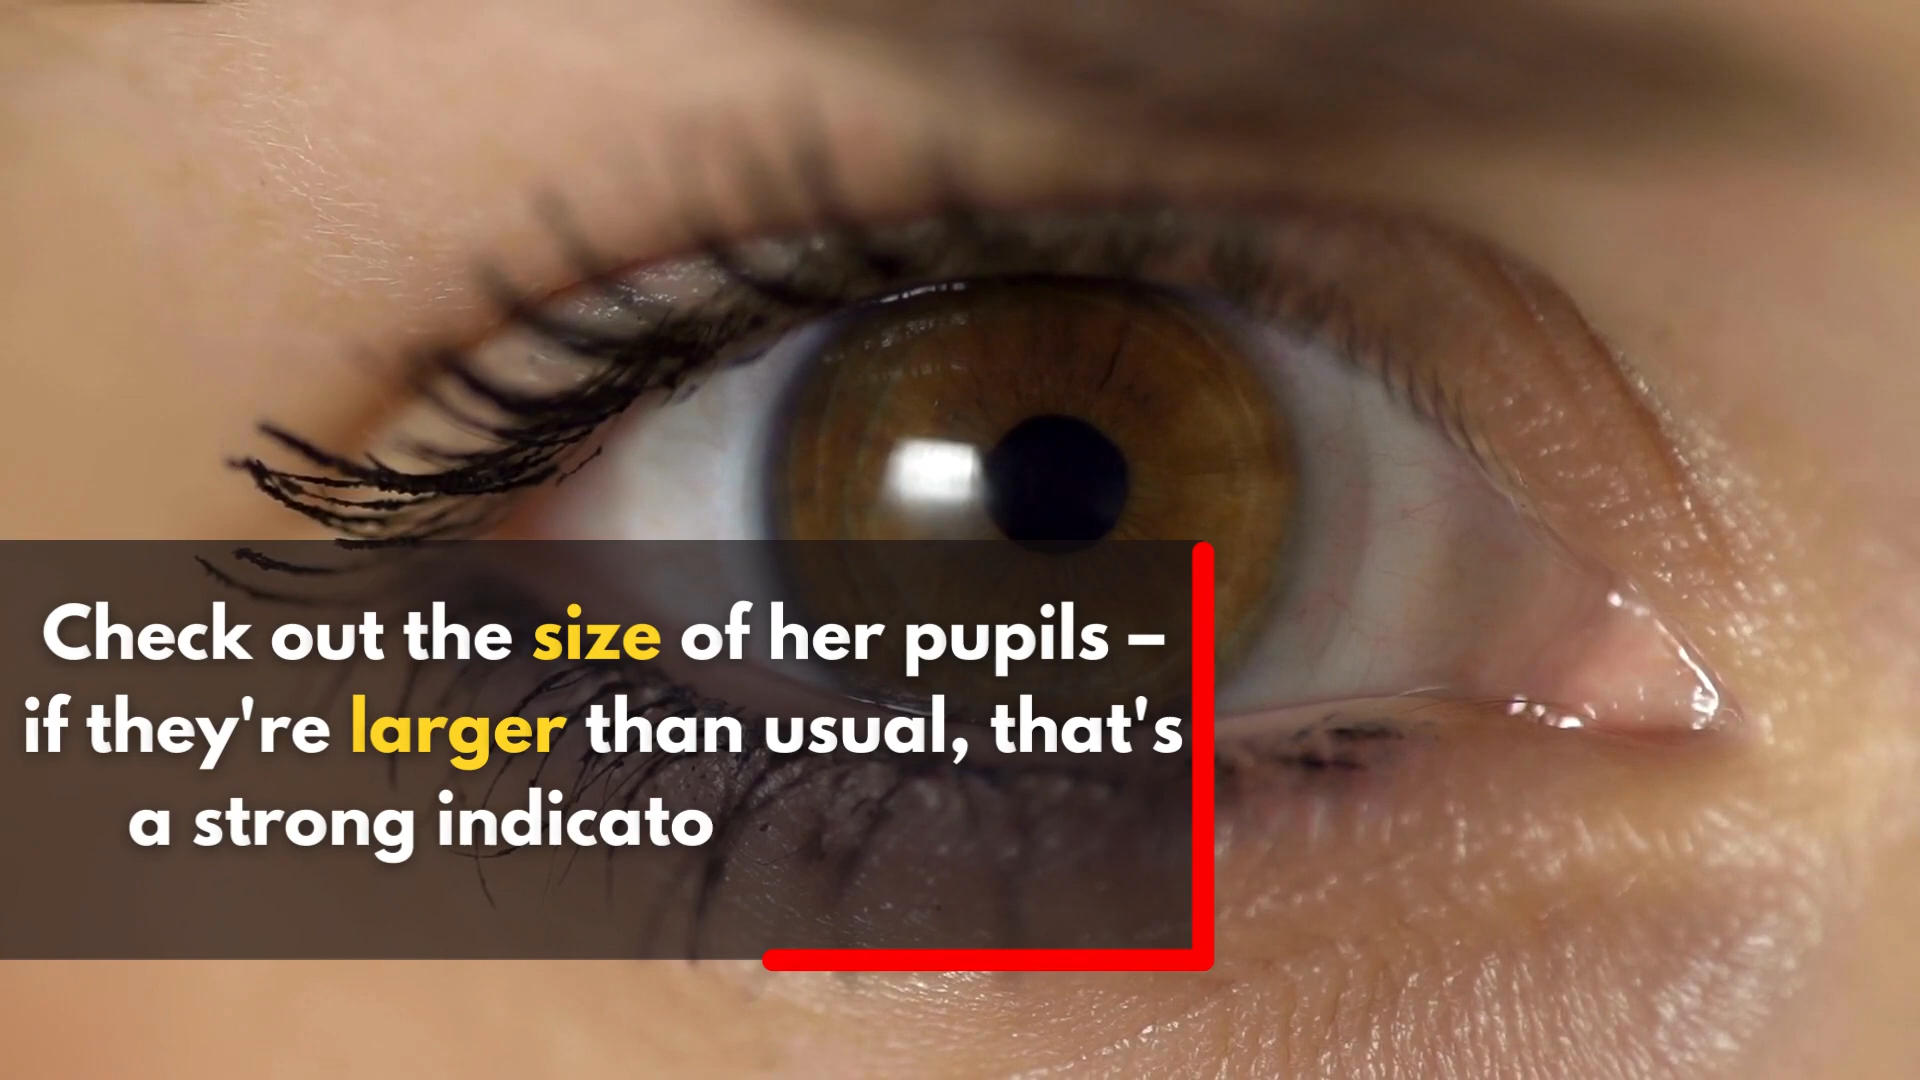 Check out the size of her pupils –
if they're larger than usual, that's
a strong indicato